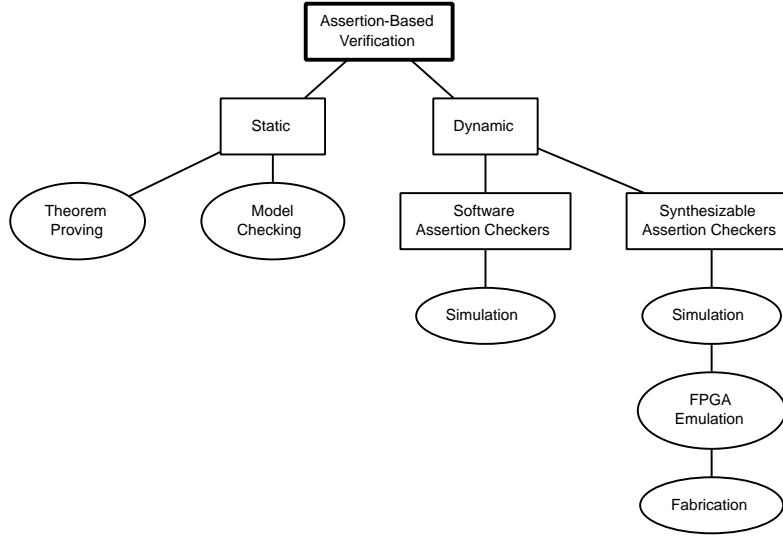 Assertion-Based
Verification
Static
Dynamic
Theorem
Proving
Model
Checking
Software
Assertion Checkers
Synthesizable
Assertion Checkers
Simulation
Simulation
FPGA
Emulation
Fabrication